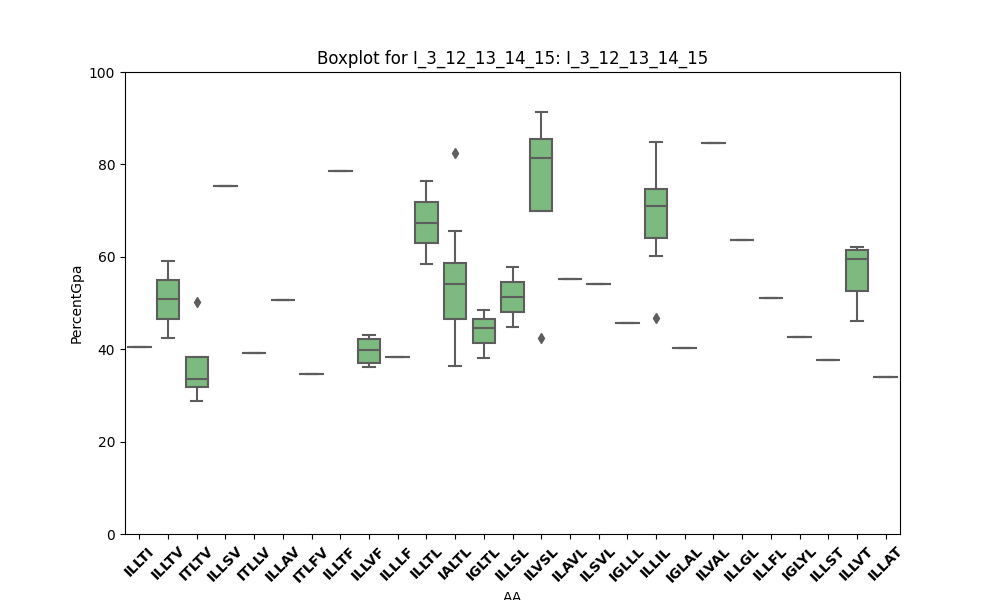 Boxplot for I_3_12_13_14_15: I_3_12_13_14_15
100
80
60
40
20
0
PercentGpa
ILLTI ILLTV ITLTV ILLSV ITLLV ILLAV ITLFV ILLTF ILLVF ILLLF ILLTL IALTL IGLTL ILLSL ILVSL ILAVL ILSVL IGLLL ILLIL IGLAL ILVAL ILLGL ILLFL IGLYL ILLST ILLVT ILLAT
AA